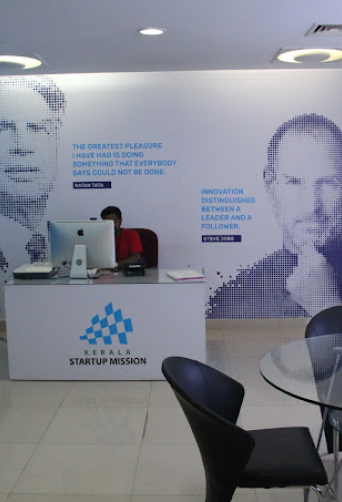 THE GREATEST PLEASURE
I HAVE HAD IS DOING
SOMETHING THAT EVERYBODY
SAYS COULD NOT BE DONE.
RATAN TATA
INNOVATION
DISTINGUISHES
BETWEEN A
LEADER AND A
FOLLOWER.
STEVE JOBS
KERALA
STARTUP MISSION